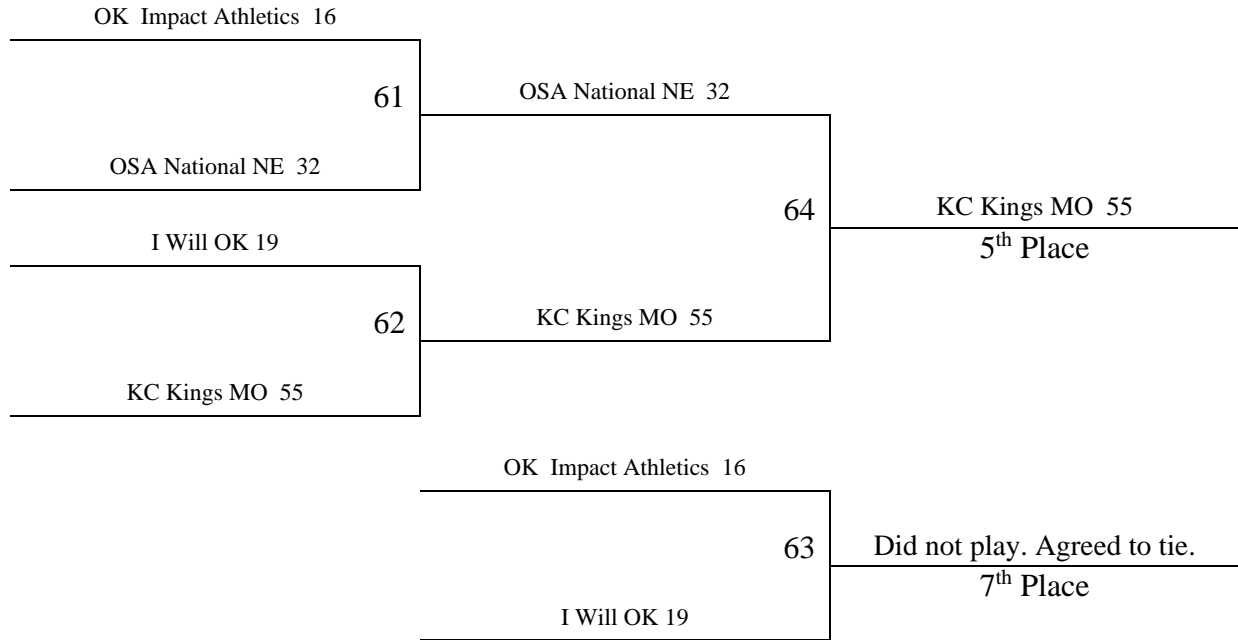 OK  Impact Athletics  16
61
OSA National NE  32
OSA National NE  32
64
KC Kings MO  55
5th Place
I Will OK 19
62
KC Kings MO  55
KC Kings MO  55
OK  Impact Athletics  16
63
Did not play. Agreed to tie.
7th Place
I Will OK 19